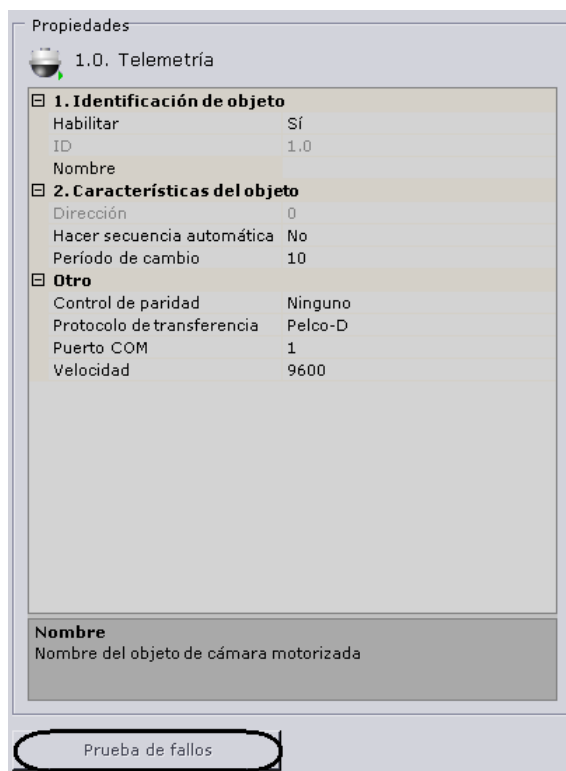 Propiedades
1.0. Telemetría
1. Identificación de objeto
Habilitar Sí
ID 1.0
Nombre
2. Características del objeto
Dirección 0
Hacer secuencia automática No
Período de cambio 10
Otro
Control de paridad Ninguno
Protocolo de transferencia Pelco-D
Puerto COM 1
Velocidad 9600
Nombre
Nombre del objeto de cámara motorizada
Prueba de fallos